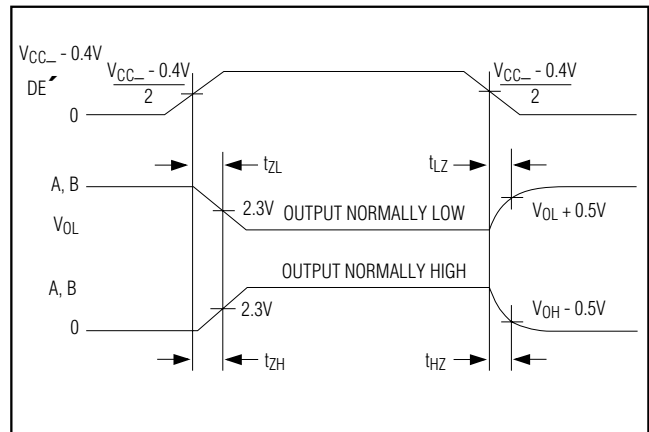 VCC_ - 0.4V
DE´
VCC_ - 0.4V
2
VCC_ - 0.4V
2
0
tZL
tLZ
A, B
2.3V
OUTPUT NORMALLY LOW
VOL + 0.5V
VOL
OUTPUT NORMALLY HIGH
A, B
2.3V
VOH - 0.5V
0
tZH
tHZ